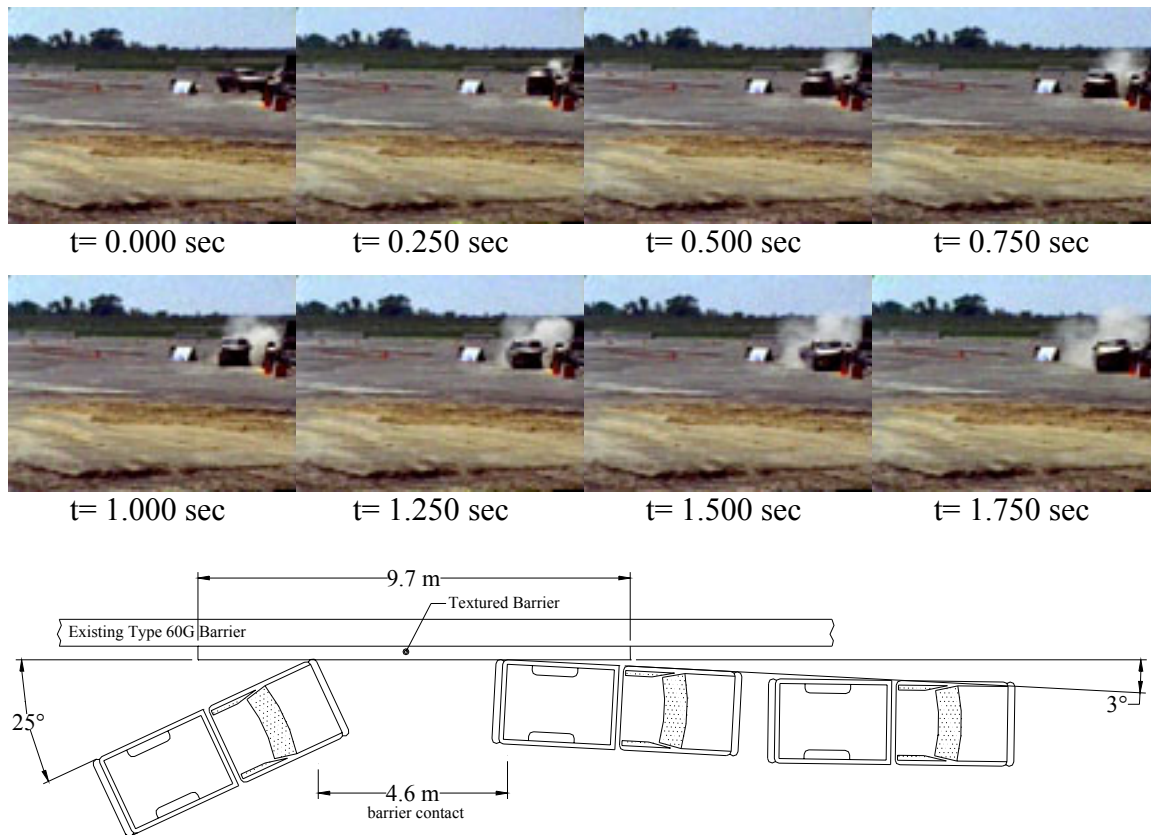 t= 0.000 sec
t= 0.250 sec
t= 0.500 sec
t= 0.750 sec
t= 1.000 sec
t= 1.250 sec
t= 1.500 sec
t= 1.750 sec
9.7 m
Textured Barrier
Existing Type 60G Barrier
25°
3°
4.6 m
barrier contact